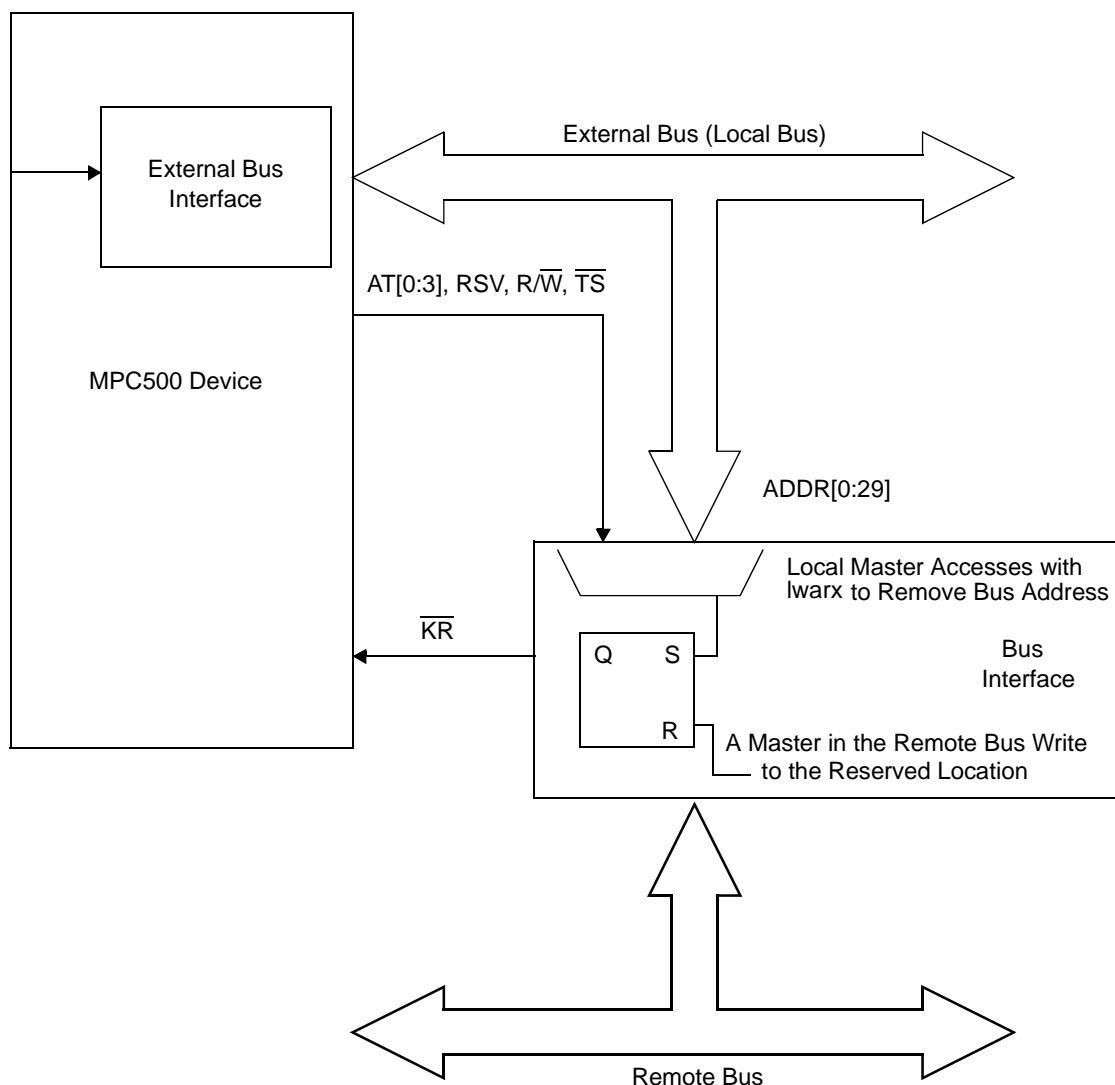 External Bus (Local Bus)
External Bus
Interface
AT[0:3], RSV, R/W̅, T̅S̅
MPC500 Device
ADDR[0:29]
Local Master Accesses with
lwarx to Remove Bus Address
K̅R̅
Q S
Bus
Interface
R
A Master in the Remote Bus Write
to the Reserved Location
Remote Bus